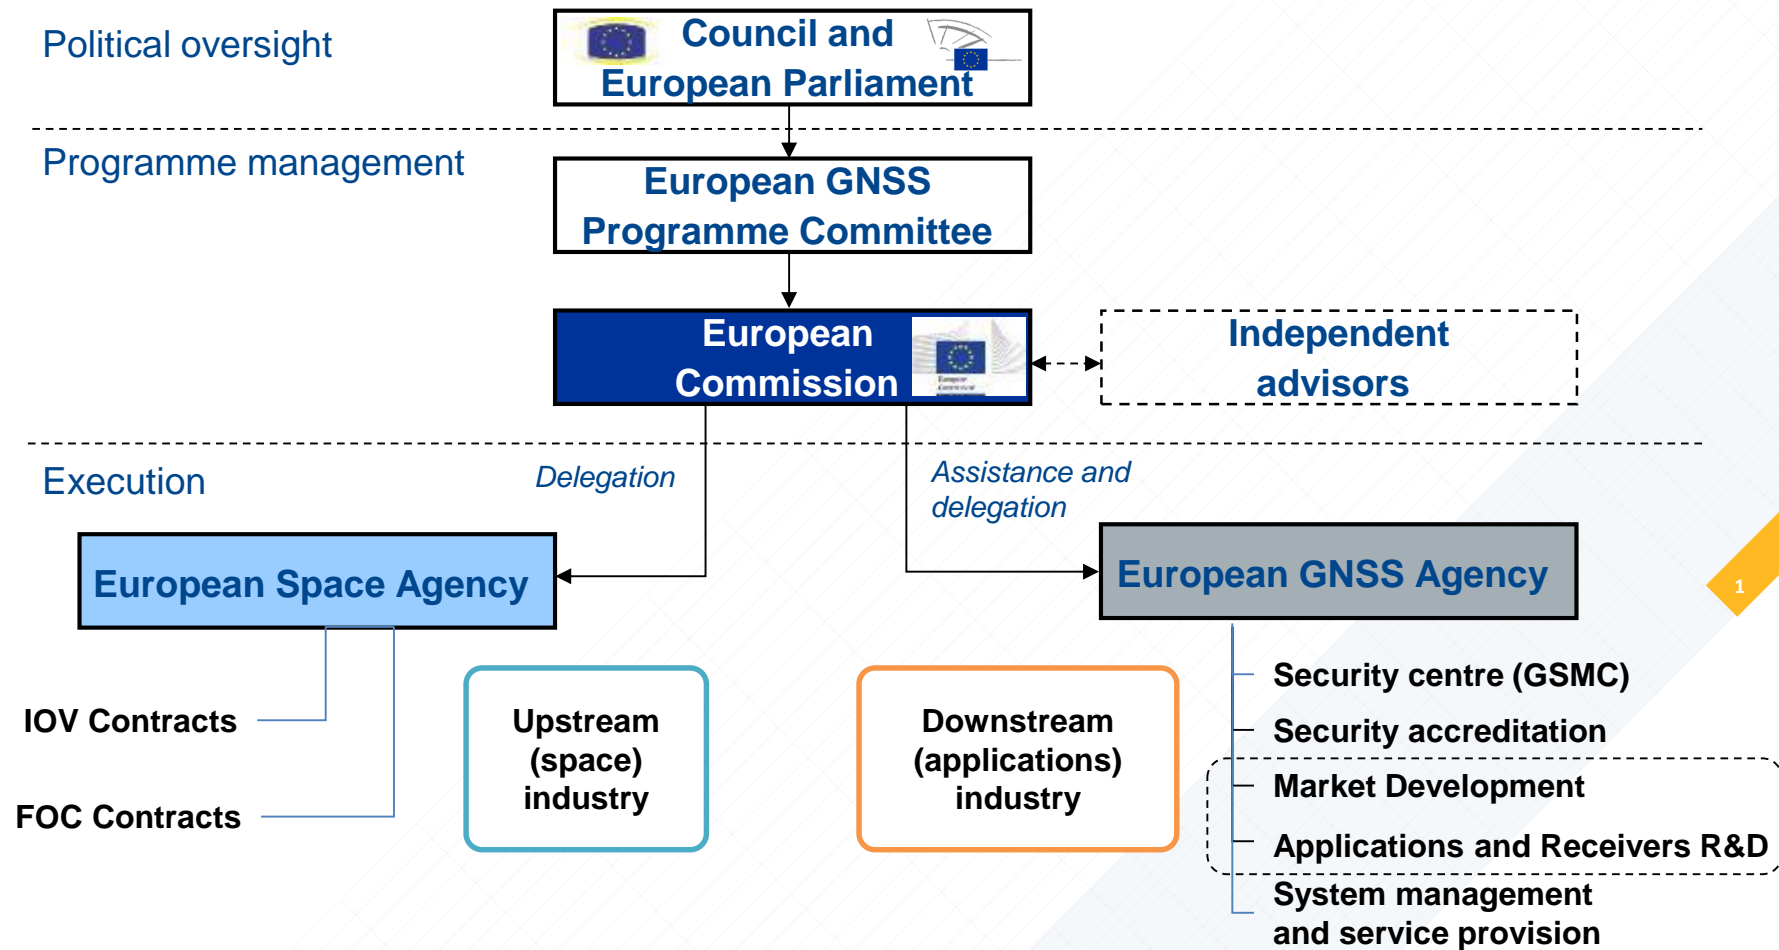 Political oversight
Council and
European Parliament
Programme management
European GNSS
Programme Committee
European
Commission
Independent
advisors
Execution
Delegation
Assistance and
delegation
European Space Agency
European GNSS Agency
1
IOV Contracts
FOC Contracts
Upstream
(space)
industry
Downstream
(applications)
industry
Security centre (GSMC)
Security accreditation
Market Development
Applications and Receivers R&D
System management
and service provision